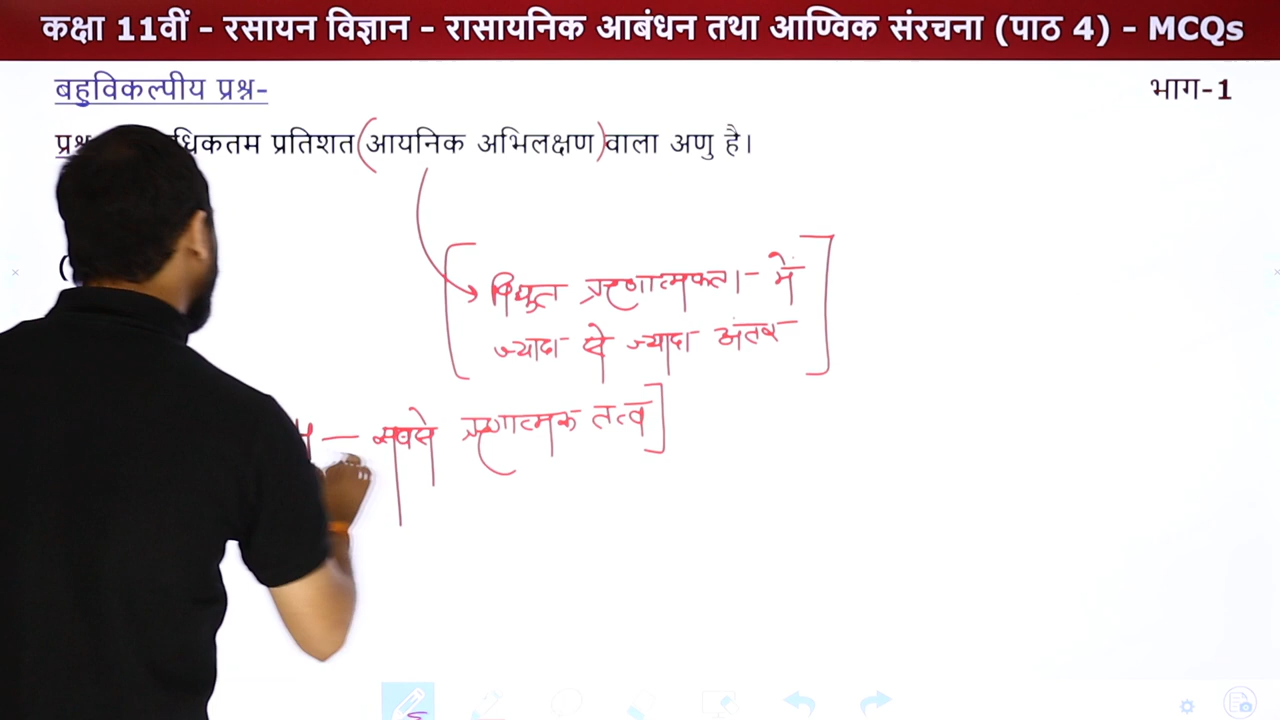 कक्षा 11वीं - रसायन विज्ञान - रासायनिक आबंधन तथा आण्विक संरचना (पाठ 4) - MCQs
बहुविकल्पीय प्रश्न-
भाग-1
अधिकतम प्रतिशत (आयनिक अभिलक्षण) वाला अणु है।
विद्युत ऋणात्मकता में
ज्यादा से ज्यादा अंतर
— सबसे ऋणात्मक तत्व]